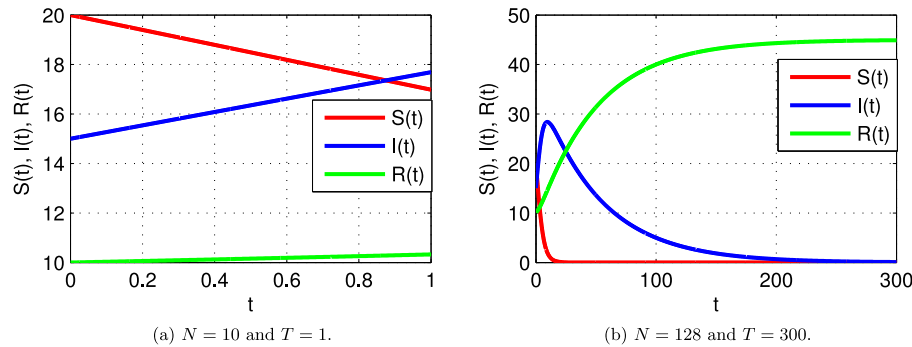 20
18
16
14
12
10
S(t), I(t), R(t)
S(t)
I(t)
R(t)
0
0.2
0.4
0.6
0.8
1
t
(a) N = 10 and T = 1.
50
40
30
20
10
0
S(t), I(t), R(t)
S(t)
I(t)
R(t)
0
100
200
300
t
(b) N = 128 and T = 300.